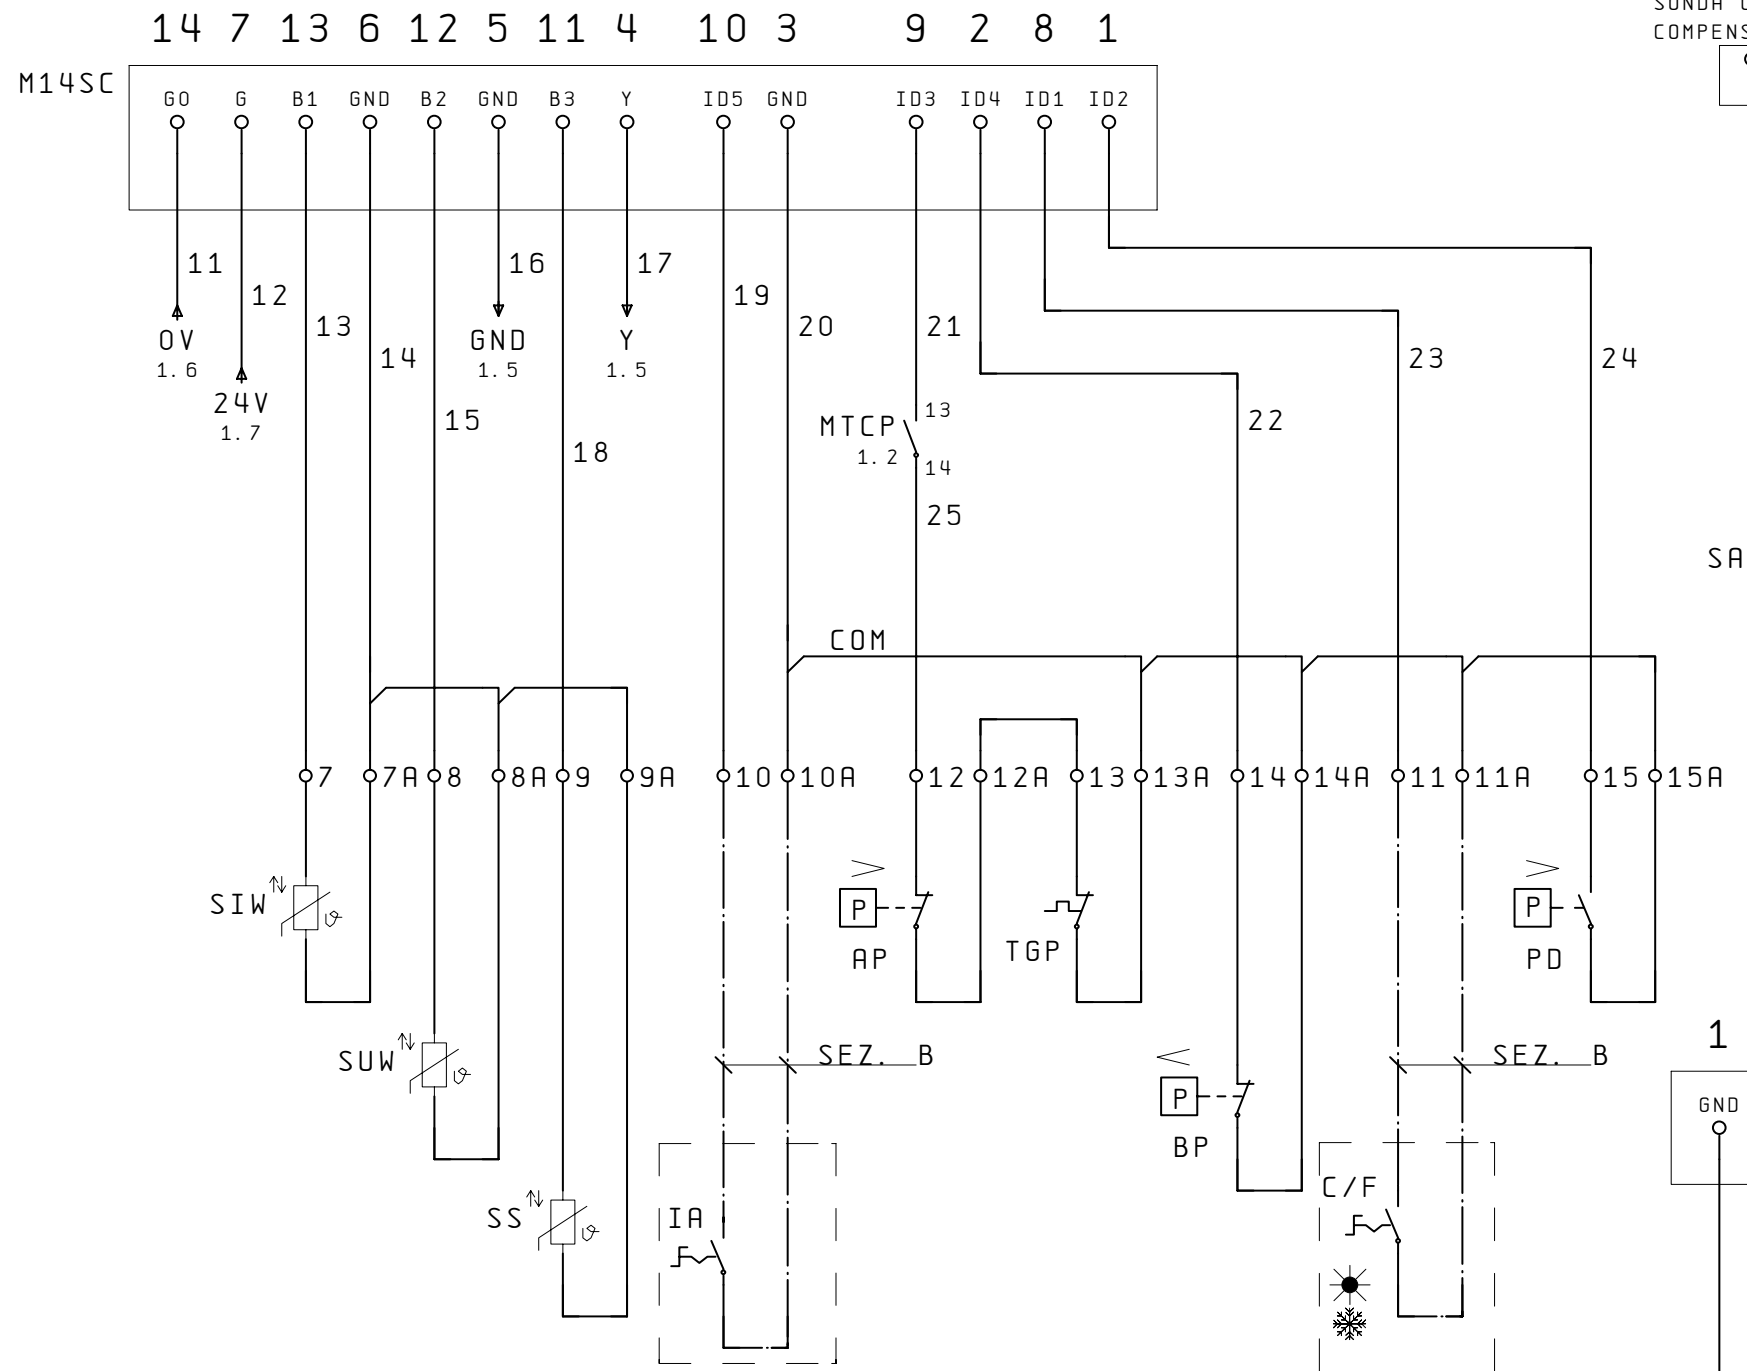 SONDA
COMPENS
14 7 13 6 12 5 11 4 10 3 9 2 8 1
M14SC
G0 G B1 GND B2 GND B3 Y ID5 GND ID3 ID4 ID1 ID2
11 16 17
12 19
13 20 21
0V GND Y
14 23 24
1.6 1.5 1.5
24V
13
15 MTCP 22
1.7
18 1.2 14
25
SA
COM
7 7A 8 8A 9 9A 10 10A 12 12A 13 13A 14 14A 11 11A 15 15A
> >
SIW ϑ P P
AP TGP PD
1
SUW ϑ SEZ. B < SEZ. B
P GND
BP
C/F
SS ϑ IA